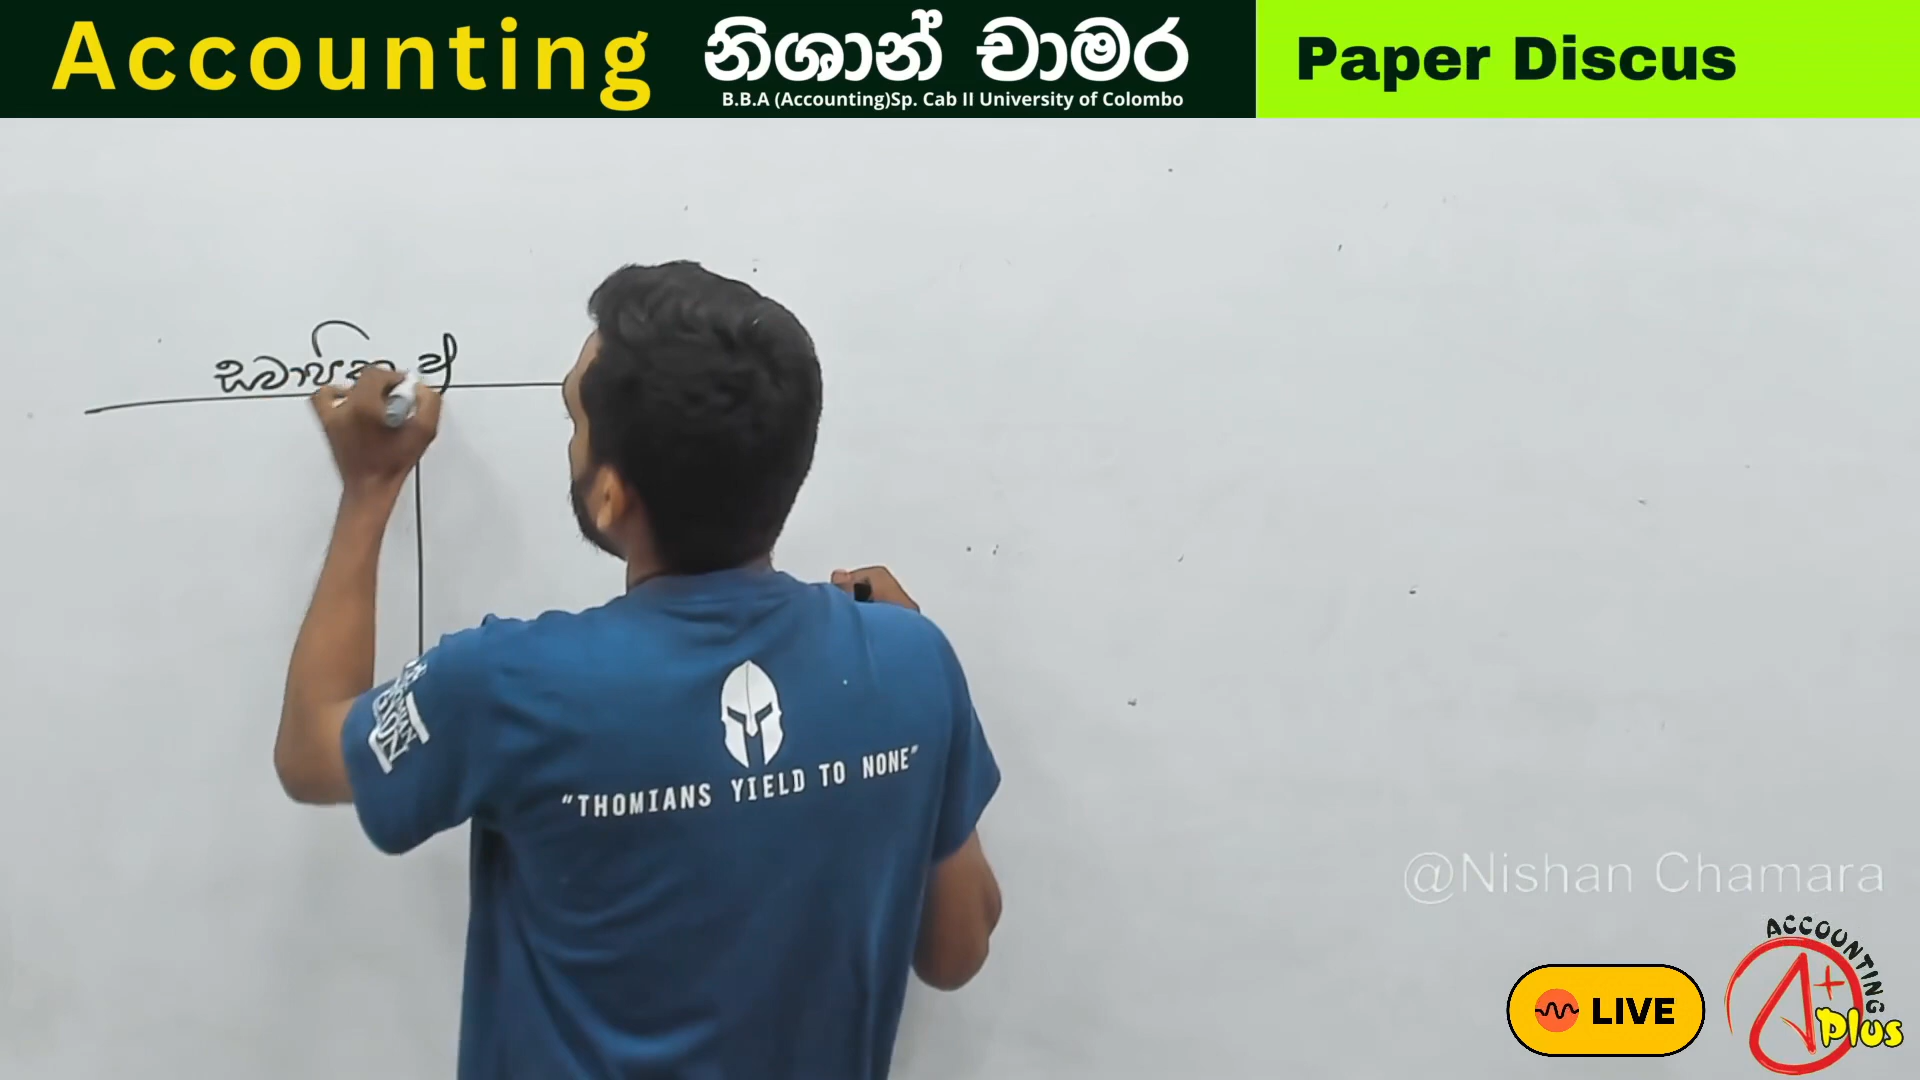 Accounting
නිශාන් චාමර
B.B.A (Accounting)Sp. Cab II University of Colombo
Paper Discus
"THOMIANS YIELD TO NONE"
@Nishan Chamara
LIVE
ACCOUNTING
A+
Plus